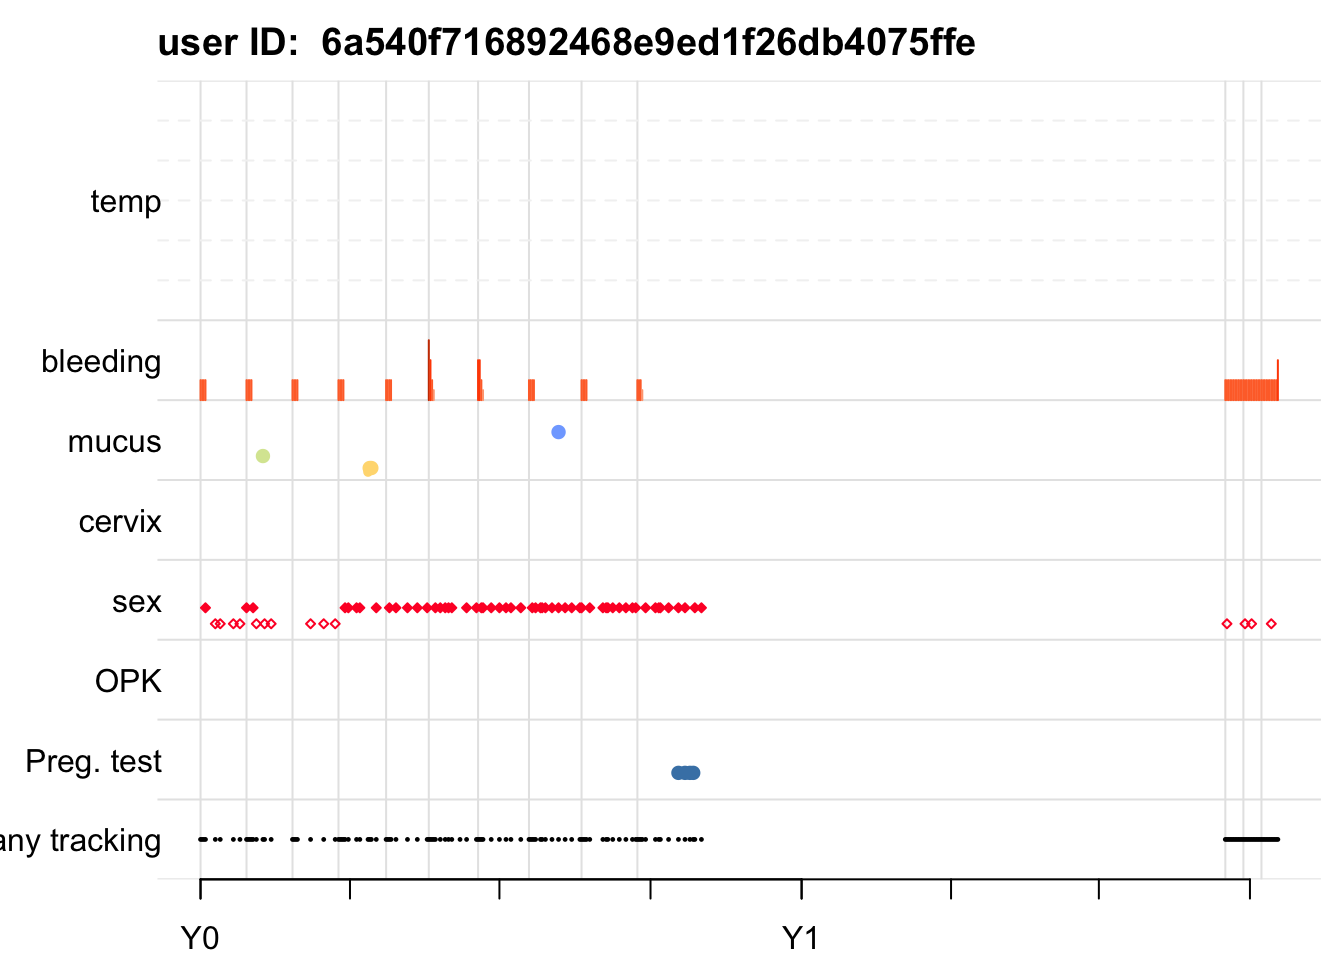 user ID:  6a540f716892468e9ed1f26db4075ffe
temp
bleeding
mucus
cervix
sex
OPK
Preg. test
any tracking
Y0 Y1